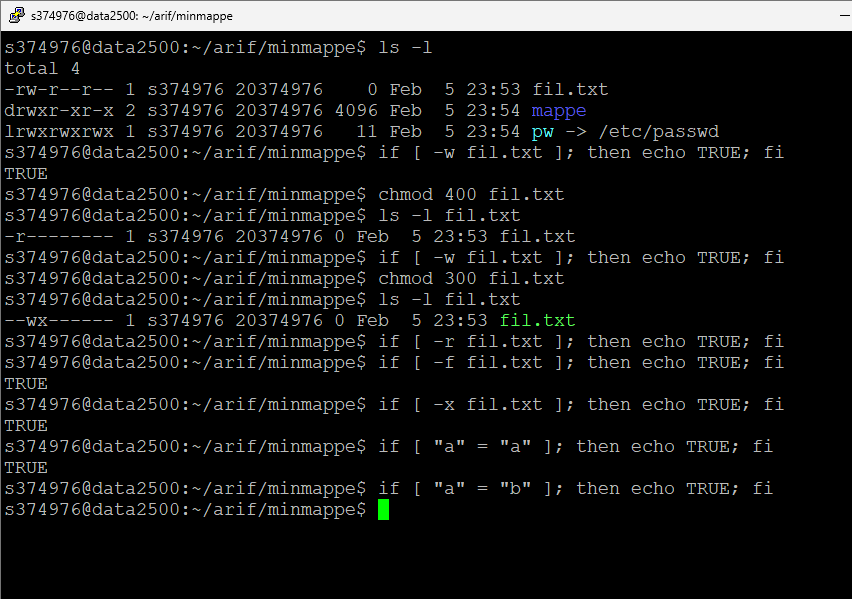 s374976@data2500: ~/arif/minmappe
s374976@data2500:~/arif/minmappe$ ls -l
total 4
-rw-r--r-- 1 s374976 20374976    0 Feb  5 23:53 fil.txt
drwxr-xr-x 2 s374976 20374976 4096 Feb  5 23:54 mappe
lrwxrwxrwx 1 s374976 20374976   11 Feb  5 23:54 pw -> /etc/passwd
s374976@data2500:~/arif/minmappe$ if [ -w fil.txt ]; then echo TRUE; fi
TRUE
s374976@data2500:~/arif/minmappe$ chmod 400 fil.txt
s374976@data2500:~/arif/minmappe$ ls -l fil.txt
-r-------- 1 s374976 20374976 0 Feb  5 23:53 fil.txt
s374976@data2500:~/arif/minmappe$ if [ -w fil.txt ]; then echo TRUE; fi
s374976@data2500:~/arif/minmappe$ chmod 300 fil.txt
s374976@data2500:~/arif/minmappe$ ls -l fil.txt
--wx------ 1 s374976 20374976 0 Feb  5 23:53 fil.txt
s374976@data2500:~/arif/minmappe$ if [ -r fil.txt ]; then echo TRUE; fi
s374976@data2500:~/arif/minmappe$ if [ -f fil.txt ]; then echo TRUE; fi
TRUE
s374976@data2500:~/arif/minmappe$ if [ -x fil.txt ]; then echo TRUE; fi
TRUE
s374976@data2500:~/arif/minmappe$ if [ "a" = "a" ]; then echo TRUE; fi
TRUE
s374976@data2500:~/arif/minmappe$ if [ "a" = "b" ]; then echo TRUE; fi
s374976@data2500:~/arif/minmappe$